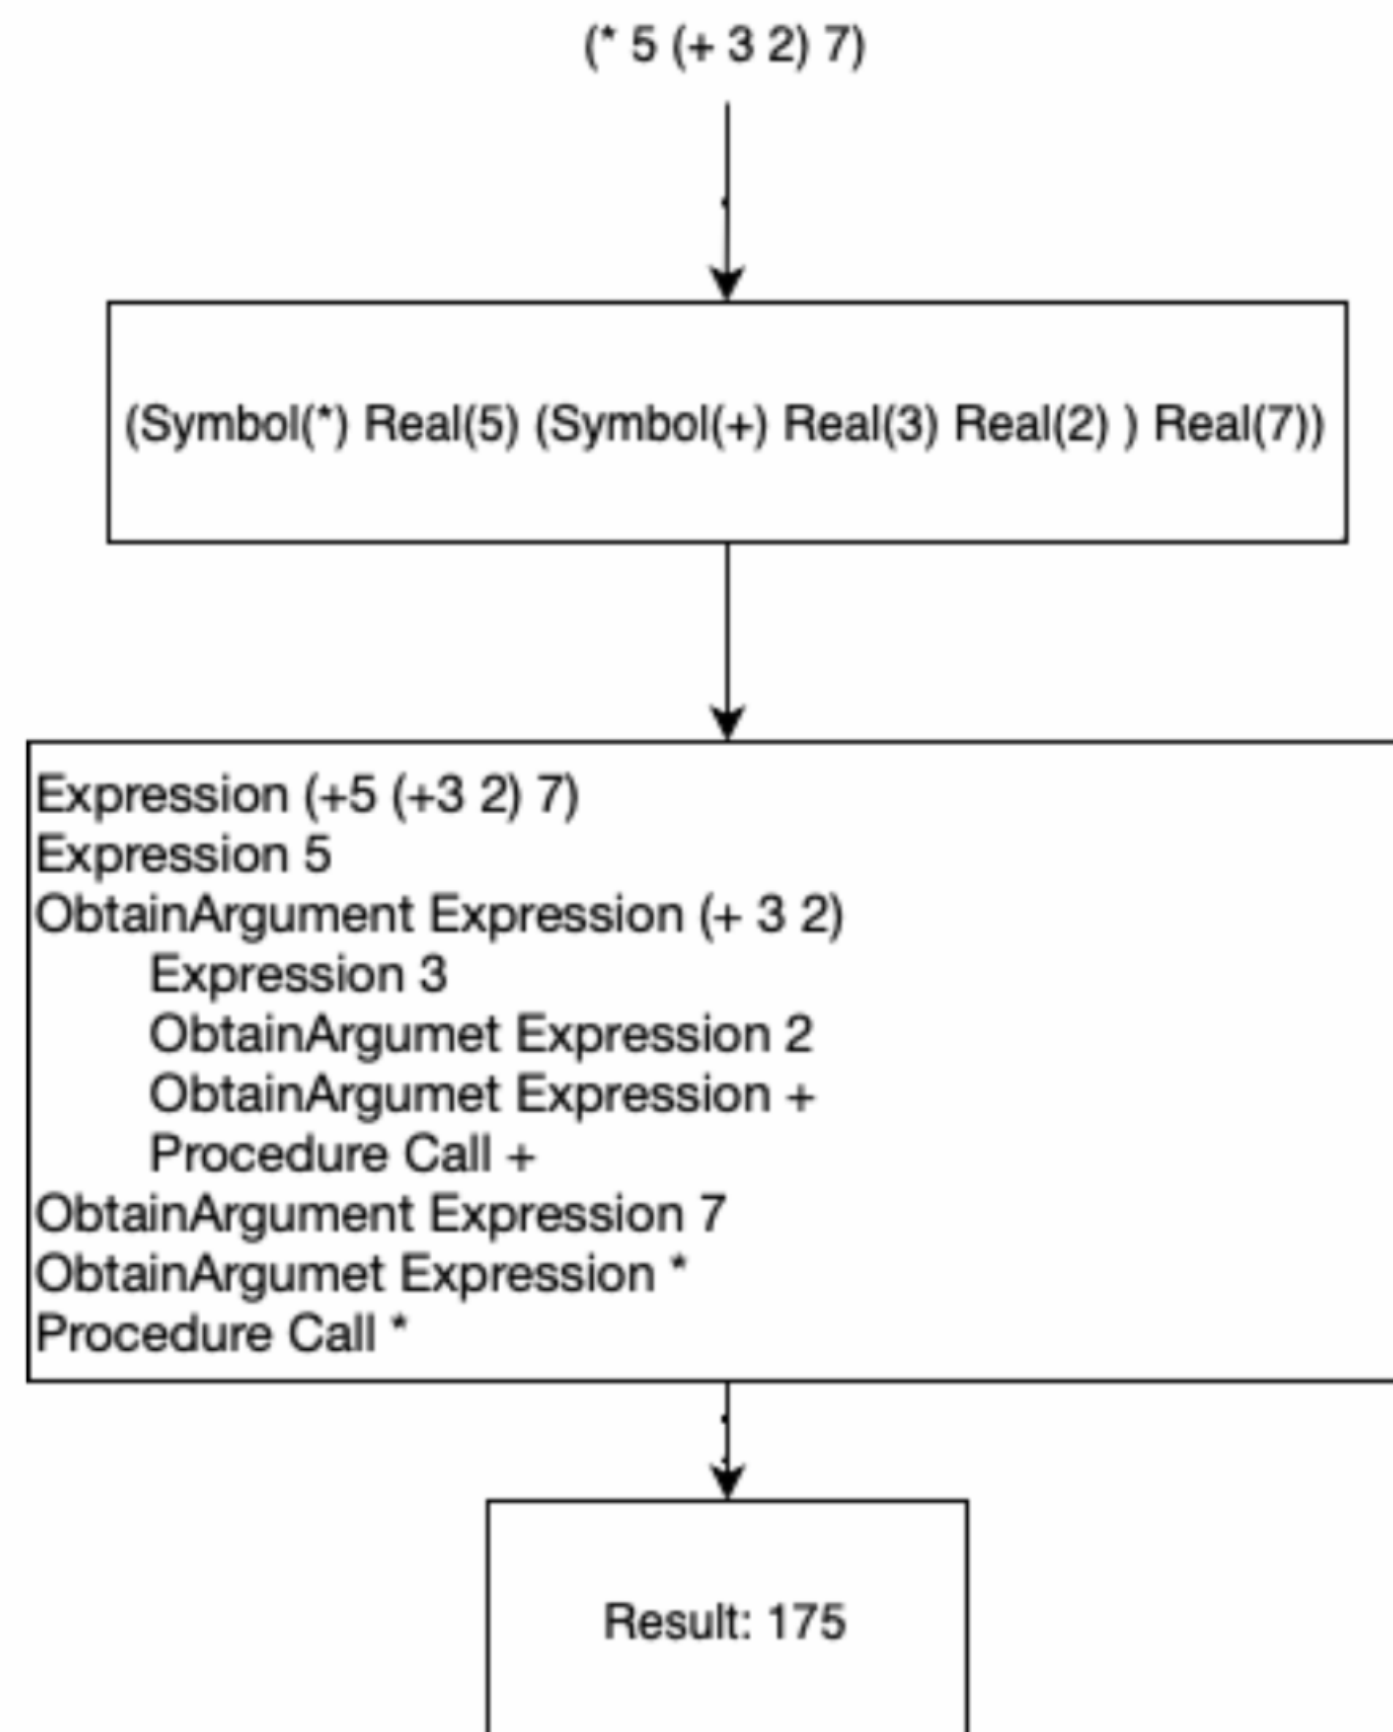 (* 5 (+ 3 2) 7)
(Symbol(*) Real(5) (Symbol(+) Real(3) Real(2) ) Real(7))
Expression (+5 (+3 2) 7)
Expression 5
ObtainArgument Expression (+ 3 2)
Expression 3
ObtainArgumet Expression 2
ObtainArgumet Expression +
Procedure Call +
ObtainArgument Expression 7
ObtainArgumet Expression *
Procedure Call *
Result: 175